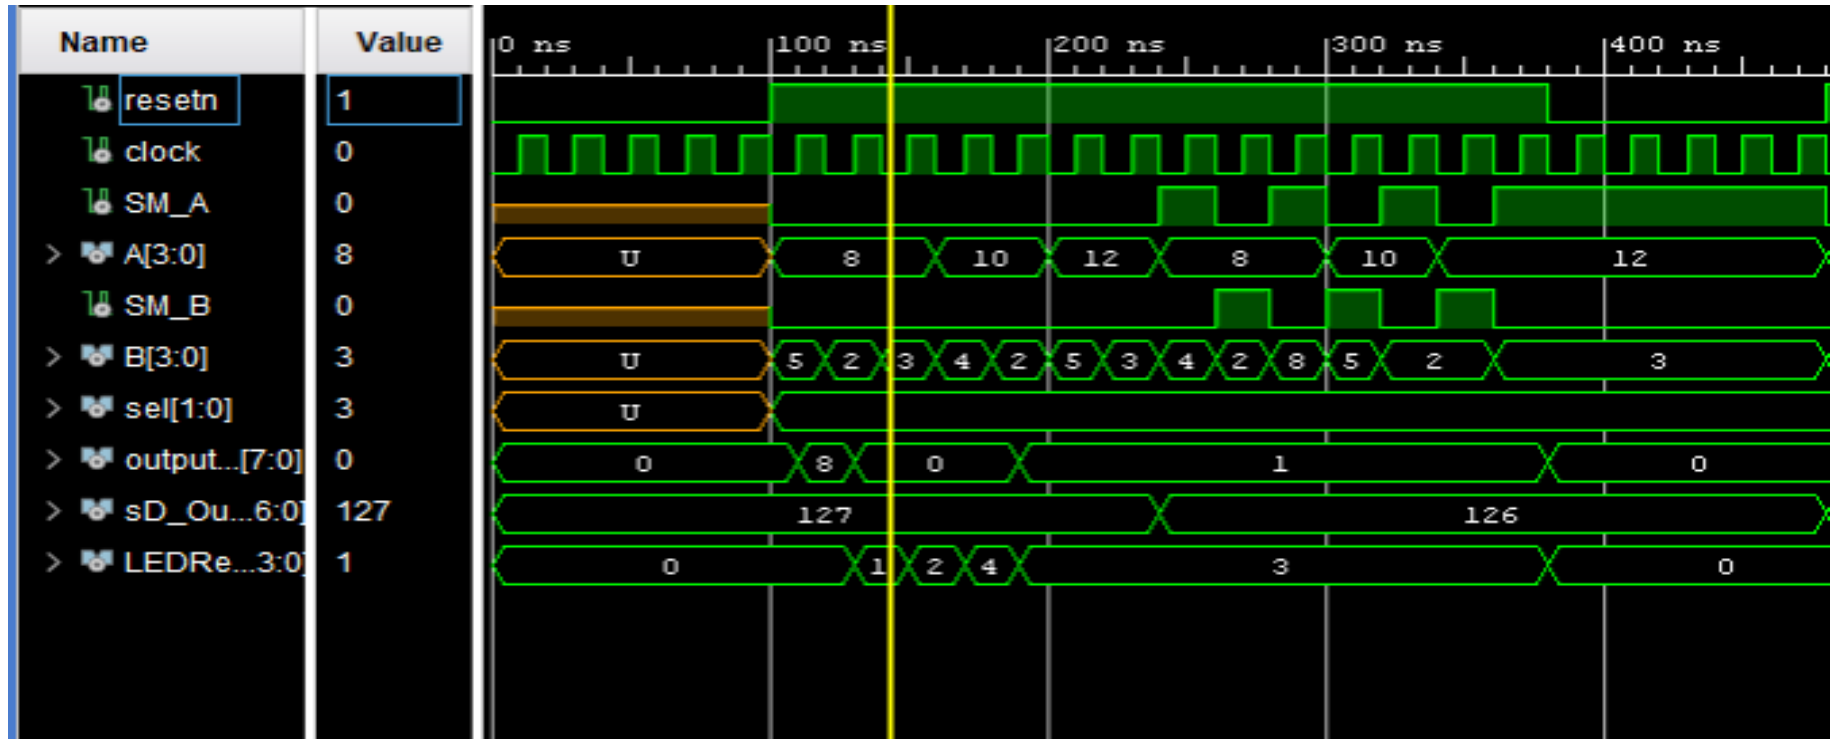 Name Value 0 ns 100 ns 200 ns 300 ns 400 ns
resetn 1
clock 0
SM_A 0
> A[3:0] 8 U 8 10 12 8 10 12
SM_B 0
> B[3:0] 3 U 5 2 3 4 2 5 3 4 2 8 5 2 3
> sel[1:0] 3 U
> output...[7:0] 0 0 8 0 1 0
> sD_Ou...6:0] 127 127 126
> LEDRe...3:0] 1 0 1 2 4 3 0